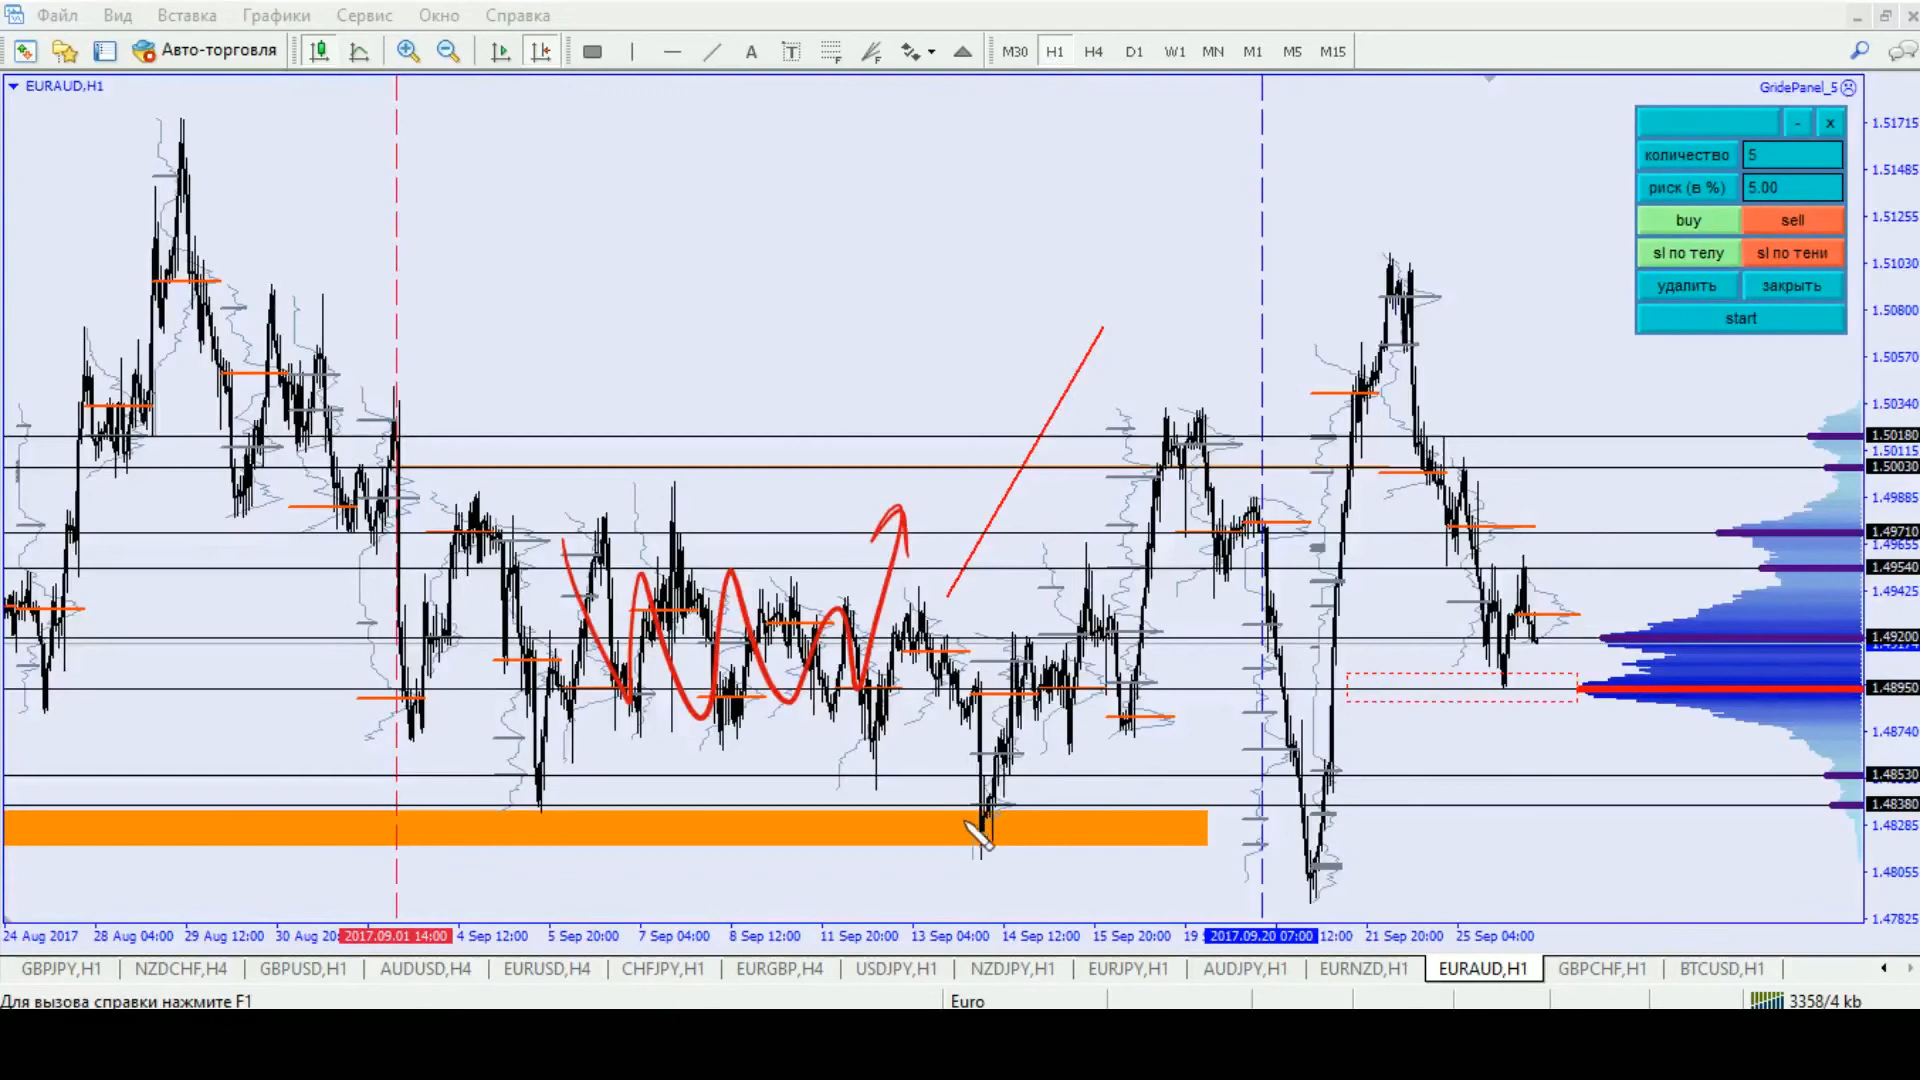 Файл Вид Вставка Графики Сервис Окно Справка
Авто-торговля A T F F M30 H1 H4 D1 W1 MN M1 M5 M15
EURAUD,H1
GridePanel_5
- x
количество 5
риск (в %) 5.00
buy sell
sl по телу sl по тени
удалить закрыть
start
1.51715
1.51485
1.51255
1.51030
1.50800
1.50570
1.50340
1.50180
1.50115
1.50030
1.49885
1.49710
1.49655
1.49540
1.49425
1.49200
1.48950
1.48740
1.48530
1.48380
1.48285
1.48055
1.47825
24 Aug 2017 28 Aug 04:00 29 Aug 12:00 30 Aug 20: 2017.09.01 14:00 4 Sep 12:00 5 Sep 20:00 7 Sep 04:00 8 Sep 12:00 11 Sep 20:00 13 Sep 04:00 14 Sep 12:00 15 Sep 20:00 19 2017.09.20 07:00 12:00 21 Sep 20:00 25 Sep 04:00
GBPJPY,H1 NZDCHF,H4 GBPUSD,H1 AUDUSD,H4 EURUSD,H4 CHFJPY,H1 EURGBP,H4 USDJPY,H1 NZDJPY,H1 EURJPY,H1 AUDJPY,H1 EURNZD,H1 EURAUD,H1 GBPCHF,H1 BTCUSD,H1
Для вызова справки нажмите F1 Euro 3358/4 kb